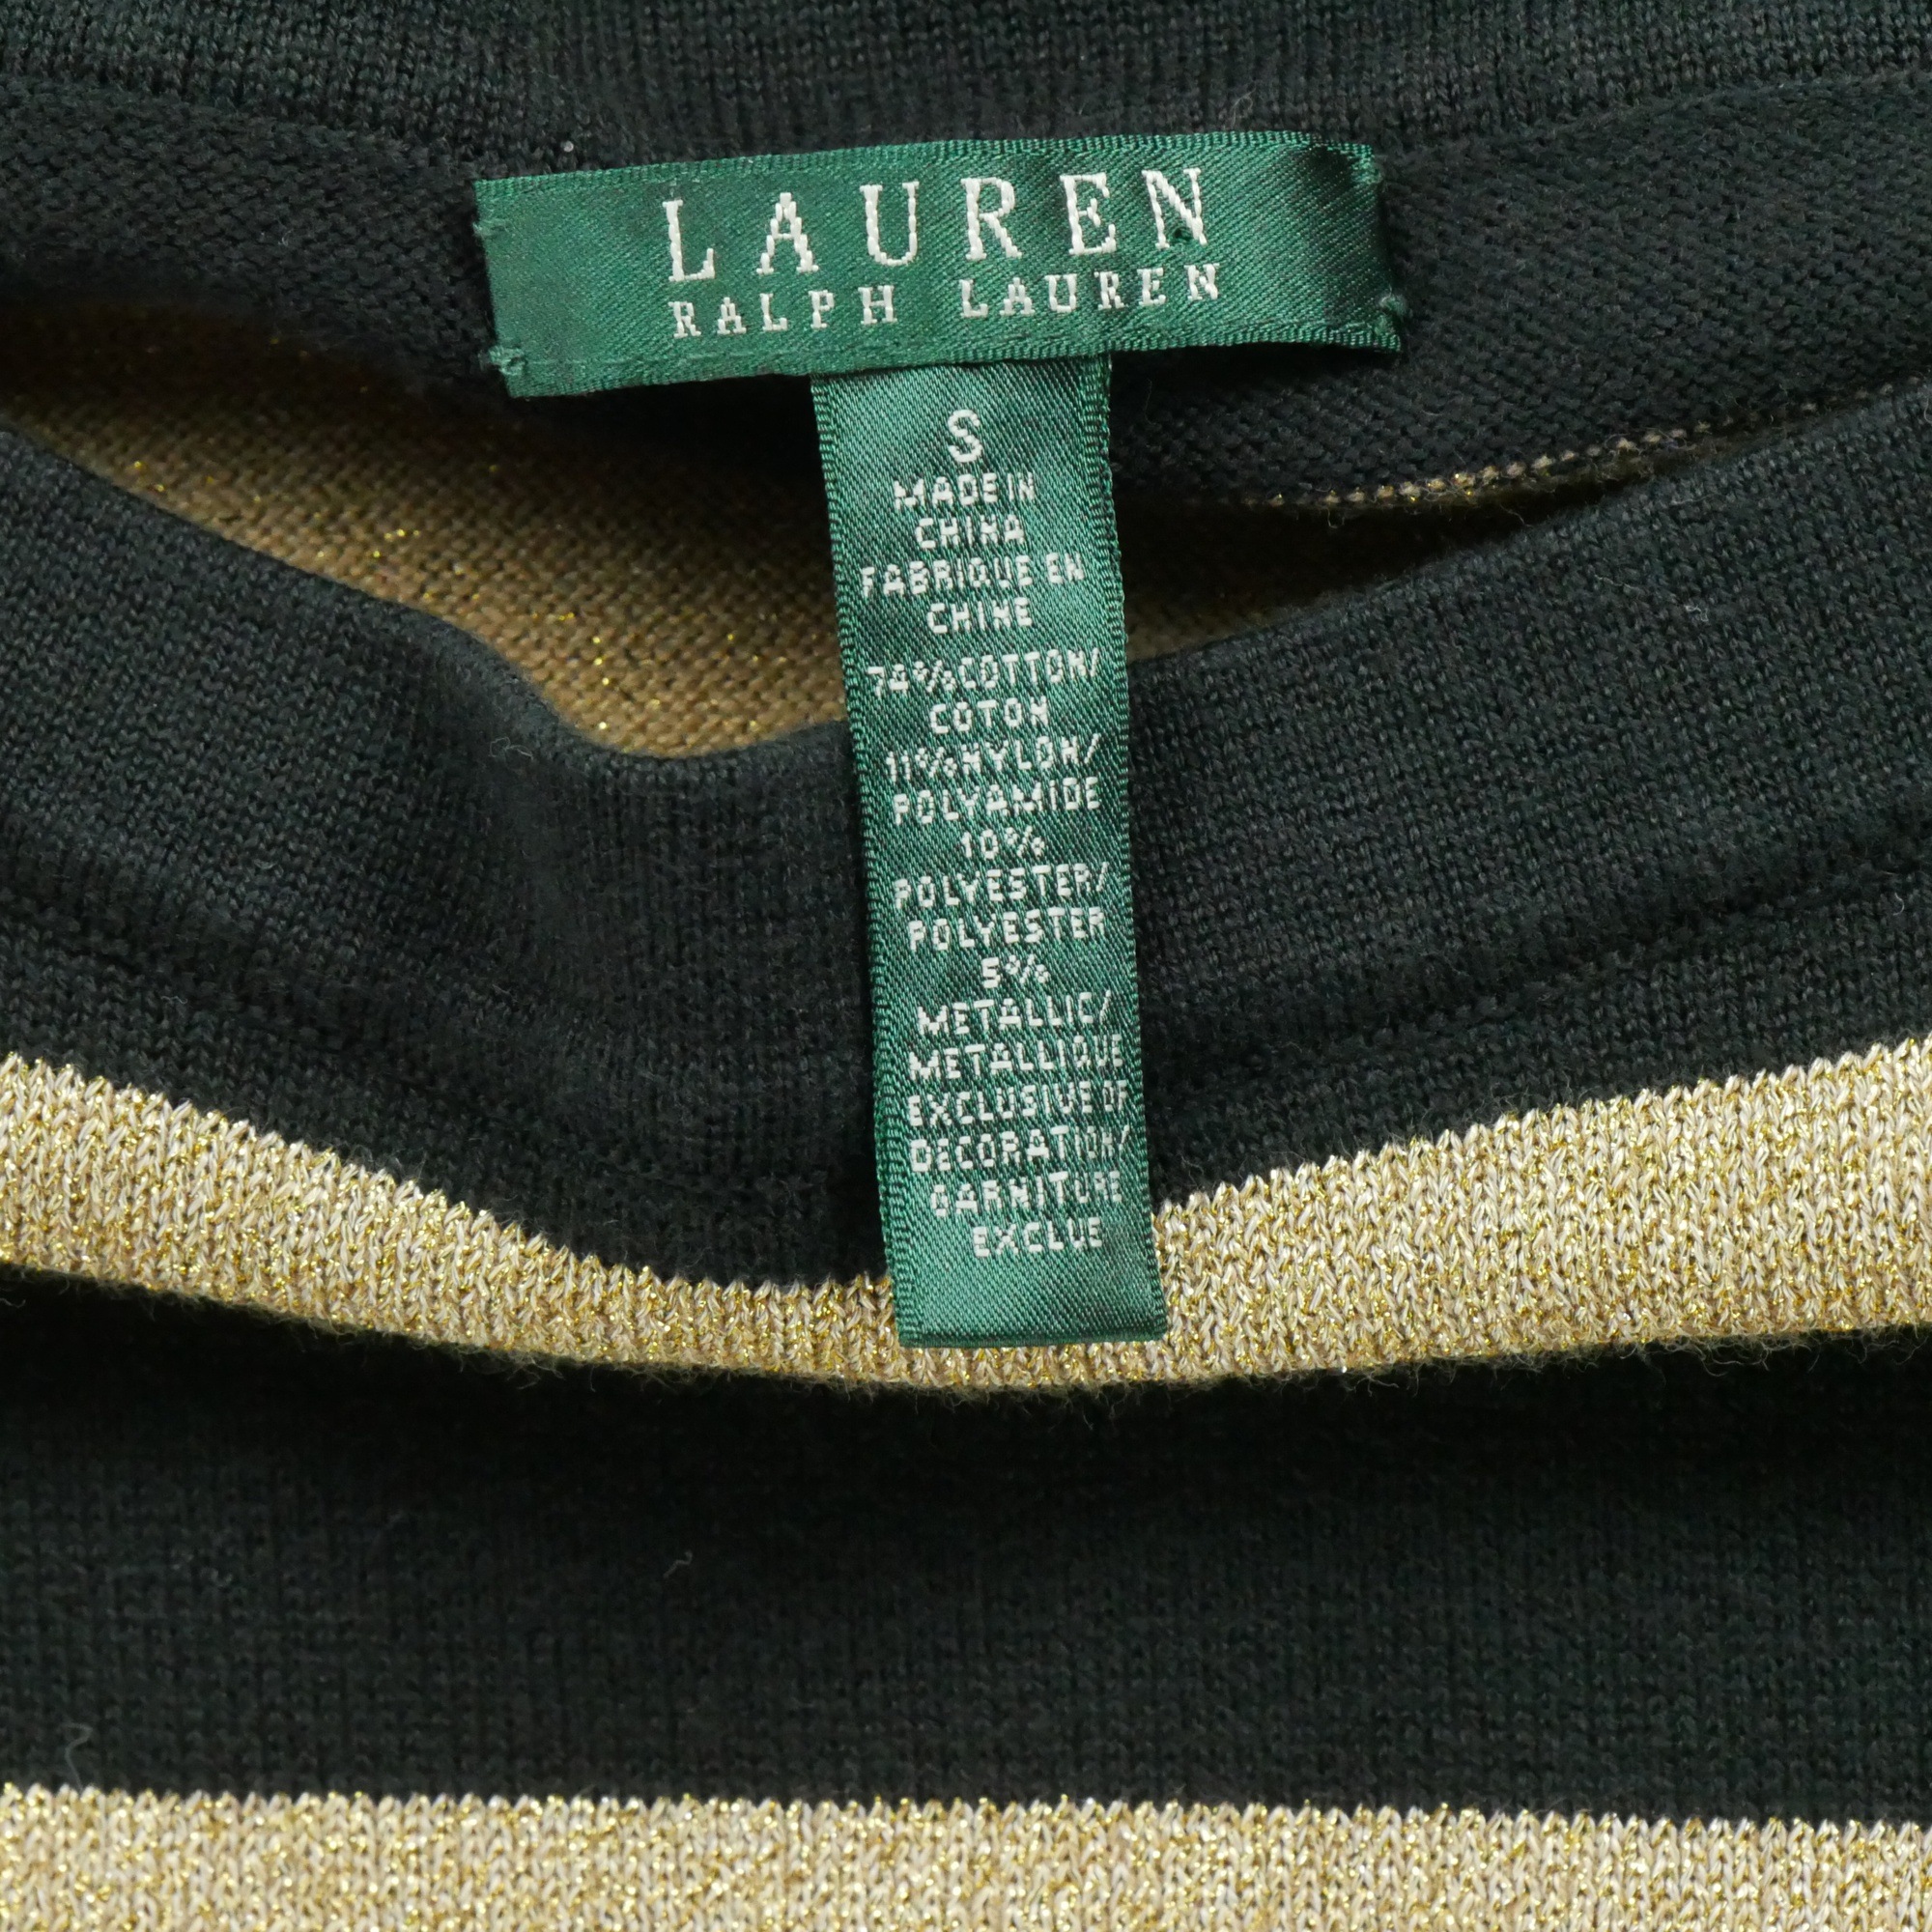 LAUREN
RALPH LAUREN
S
MADE IN
CHINA
FABRIQUE EN
CHINE
74%COTTON/
COTON
11%NYLON/
POLYAMIDE
10%
POLYESTER/
POLYESTER
5%
METALLIC/
METALLIQUE
EXCLUSIVE OF
DECORATION/
GARNITURE
EXCLUE